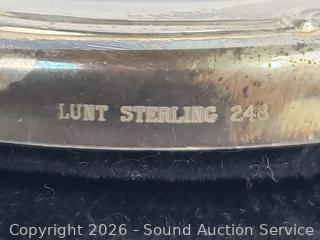 LUNT STERLING 248
Copyright 2026 - Sound Auction Service